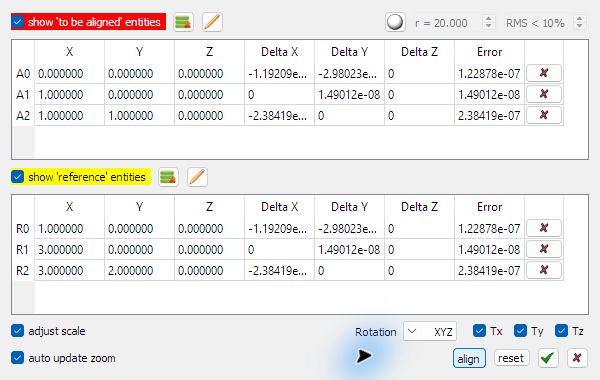 show 'to be aligned' entities r = 20.000 RMS < 10%
X Y Z Delta X Delta Y Delta Z Error
A0 0.000000 0.000000 0.000000 -1.19209e... -2.98023e... 0 1.22878e-07
A1 1.000000 0.000000 0.000000 0 1.49012e-08 0 1.49012e-08
A2 1.000000 1.000000 0.000000 -2.38419e... 0 0 2.38419e-07
show 'reference' entities
X Y Z Delta X Delta Y Delta Z Error
R0 1.000000 0.000000 0.000000 -1.19209e... -2.98023e... 0 1.22878e-07
R1 3.000000 0.000000 0.000000 0 1.49012e-08 0 1.49012e-08
R2 3.000000 2.000000 0.000000 -2.38419e... 0 0 2.38419e-07
adjust scale Rotation XYZ Tx Ty Tz
auto update zoom align reset